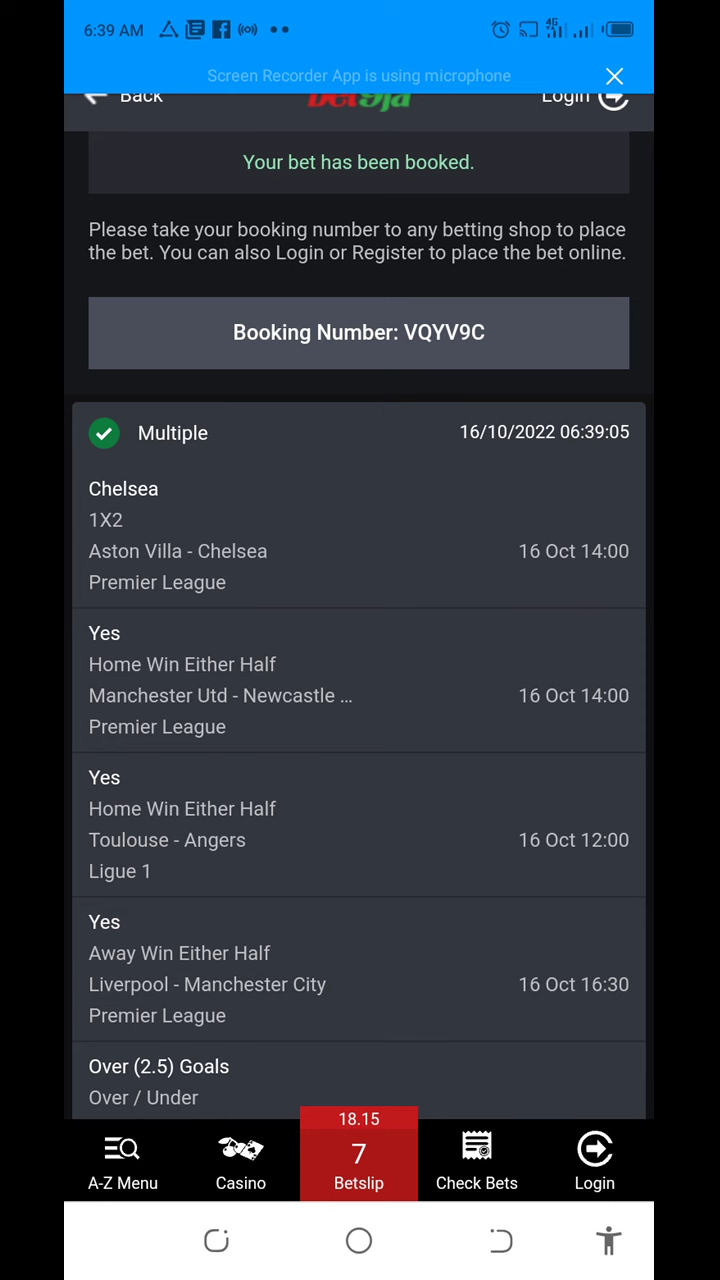 6:39 AM
4G
Screen Recorder App is using microphone
Back
bet9ja
Login
Your bet has been booked.
Please take your booking number to any betting shop to place
the bet. You can also Login or Register to place the bet online.
Booking Number: VQYV9C
Multiple
16/10/2022 06:39:05
Chelsea
1X2
Aston Villa - Chelsea
16 Oct 14:00
Premier League
Yes
Home Win Either Half
Manchester Utd - Newcastle ...
16 Oct 14:00
Premier League
Yes
Home Win Either Half
Toulouse - Angers
16 Oct 12:00
Ligue 1
Yes
Away Win Either Half
Liverpool - Manchester City
16 Oct 16:30
Premier League
Over (2.5) Goals
Over / Under
18.15
7
A-Z Menu
Casino
Betslip
Check Bets
Login